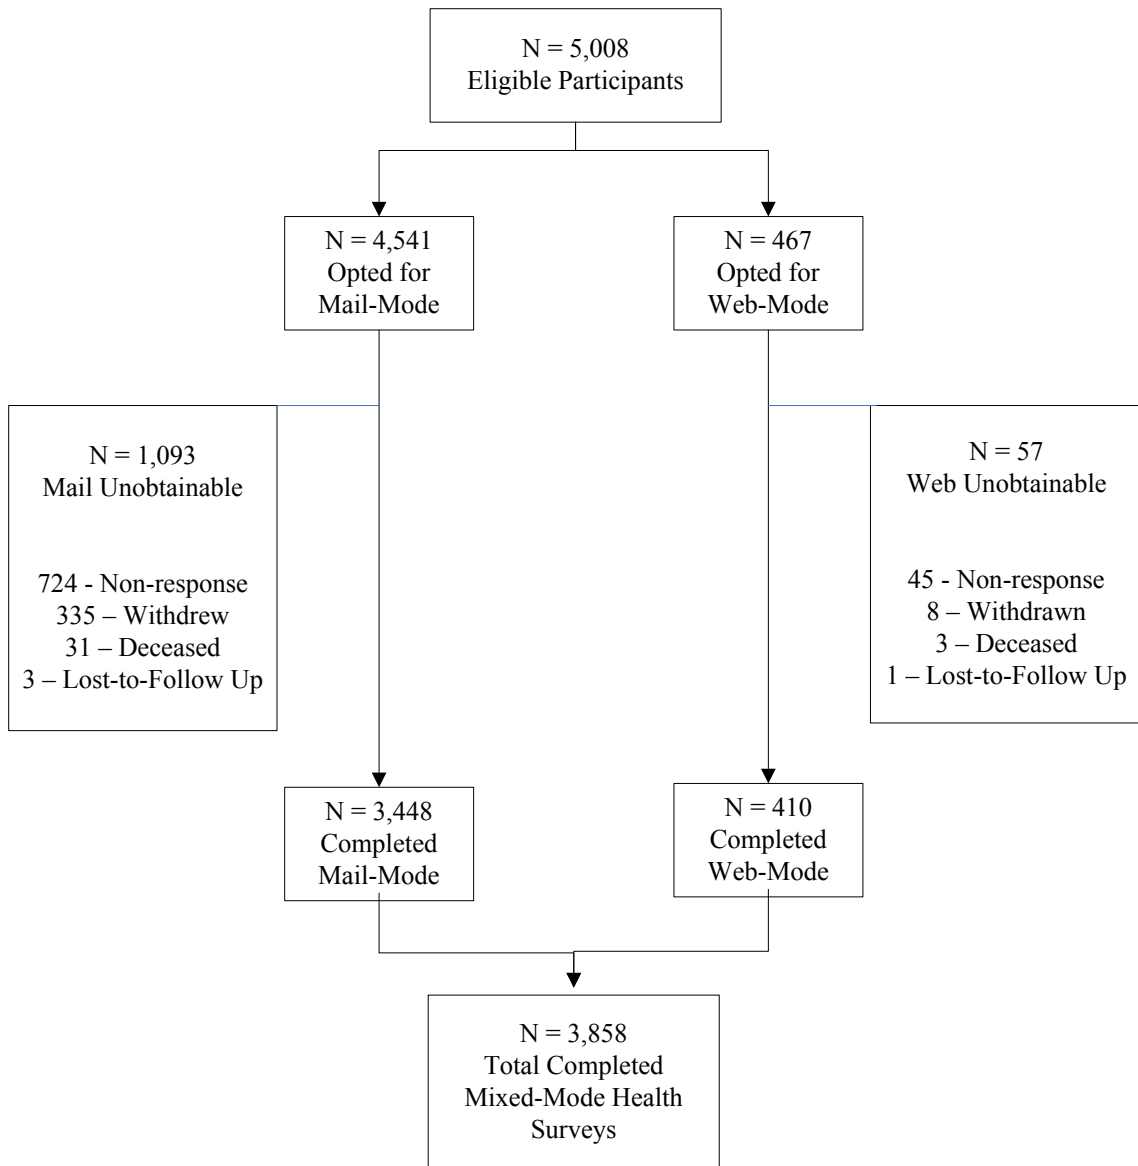 N = 5,008
Eligible Participants
N = 4,541
Opted for
Mail-Mode
N = 467
Opted for
Web-Mode
N = 1,093
Mail Unobtainable
724 - Non-response
335 – Withdrew
31 – Deceased
3 – Lost-to-Follow Up
N = 57
Web Unobtainable
45 - Non-response
8 – Withdrawn
3 – Deceased
1 – Lost-to-Follow Up
N = 3,448
Completed
Mail-Mode
N = 410
Completed
Web-Mode
N = 3,858
Total Completed
Mixed-Mode Health
Surveys